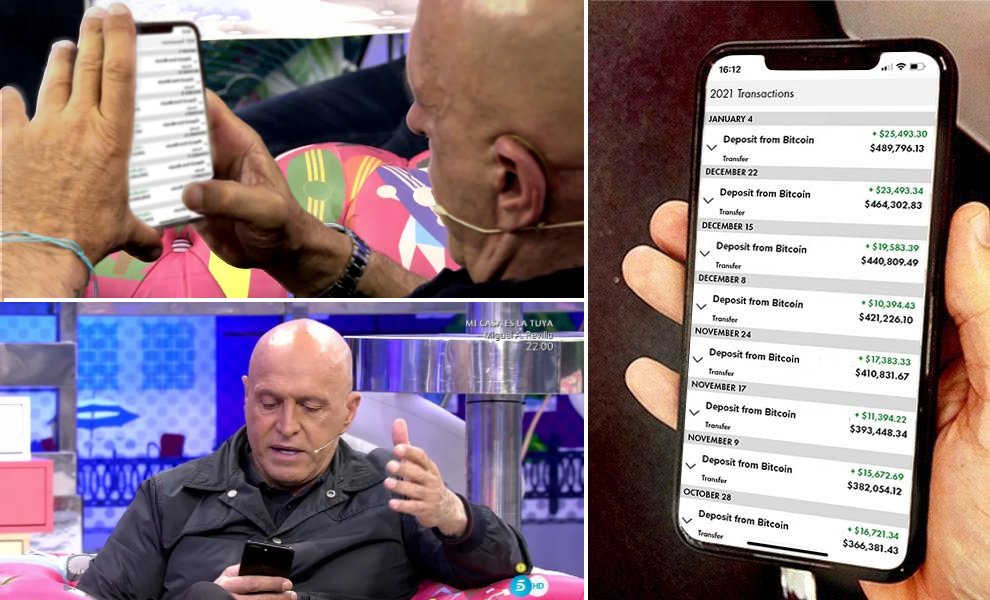 MI CASA ES LA TUYA
Miguel A. Revilla
22:00
5 HD
16:12
2021 Transactions
JANUARY 4
Deposit from Bitcoin
+ $25,493.30
$489,796.13
Transfer
DECEMBER 22
Deposit from Bitcoin
+ $23,493.34
$464,302.83
Transfer
DECEMBER 15
Deposit from Bitcoin
+ $19,583.39
$440,809.49
Transfer
DECEMBER 8
Deposit from Bitcoin
+ $10,394.43
$421,226.10
Transfer
NOVEMBER 24
Deposit from Bitcoin
+ $17,383.33
$410,831.67
Transfer
NOVEMBER 17
Deposit from Bitcoin
+ $11,394.22
$393,448.34
Transfer
NOVEMBER 9
Deposit from Bitcoin
+ $15,672.69
$382,054.12
Transfer
OCTOBER 28
Deposit from Bitcoin
+ $16,721.34
$366,381.43
Transfer